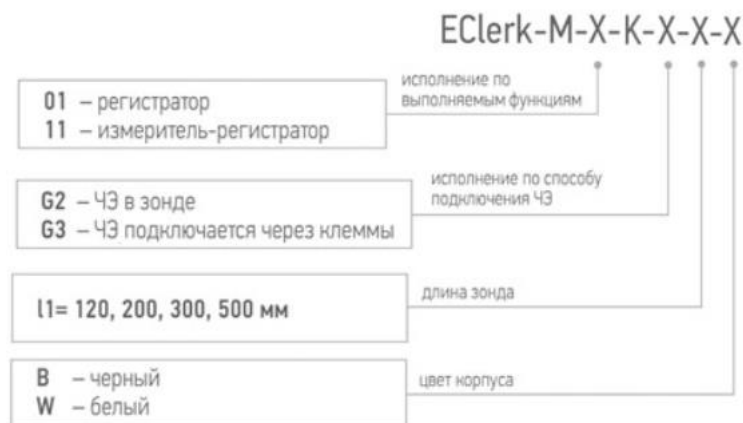 EClerk-M-X-K-X-X-X
исполнение по
выполняемым функциям
01 – регистратор
11 – измеритель-регистратор
исполнение по способу
подключения ЧЭ
G2 – ЧЭ в зонде
G3 – ЧЭ подключается через клеммы
длина зонда
l1= 120, 200, 300, 500 мм
цвет корпуса
B – черный
W – белый